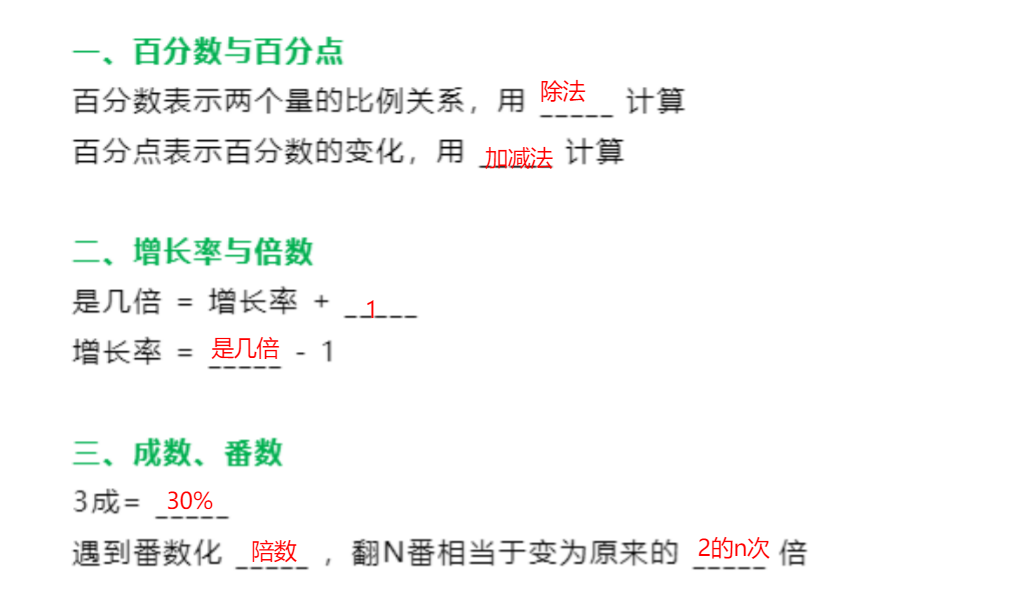 一、百分数与百分点
百分数表示两个量的比例关系，用 除法 计算
百分点表示百分数的变化，用 加减法 计算
二、增长率与倍数
是几倍 = 增长率 + 1
增长率 = 是几倍 - 1
三、成数、番数
3成= 30%
遇到番数化 陪数 ，翻N番相当于变为原来的 2的n次 倍